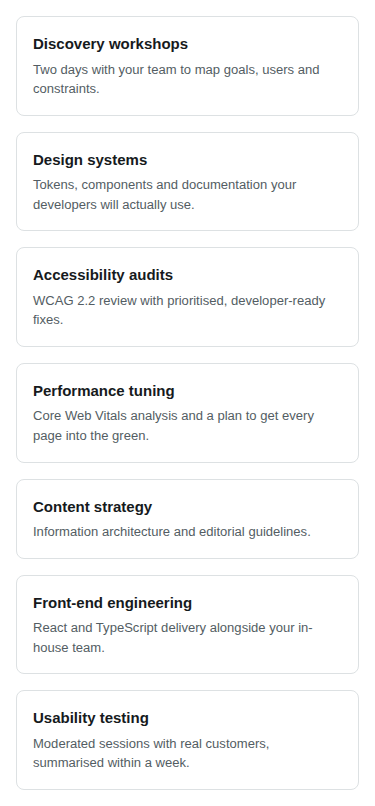 Discovery workshops
Two days with your team to map goals, users and
constraints.
Design systems
Tokens, components and documentation your
developers will actually use.
Accessibility audits
WCAG 2.2 review with prioritised, developer-ready
fixes.
Performance tuning
Core Web Vitals analysis and a plan to get every
page into the green.
Content strategy
Information architecture and editorial guidelines.
Front-end engineering
React and TypeScript delivery alongside your in-
house team.
Usability testing
Moderated sessions with real customers,
summarised within a week.